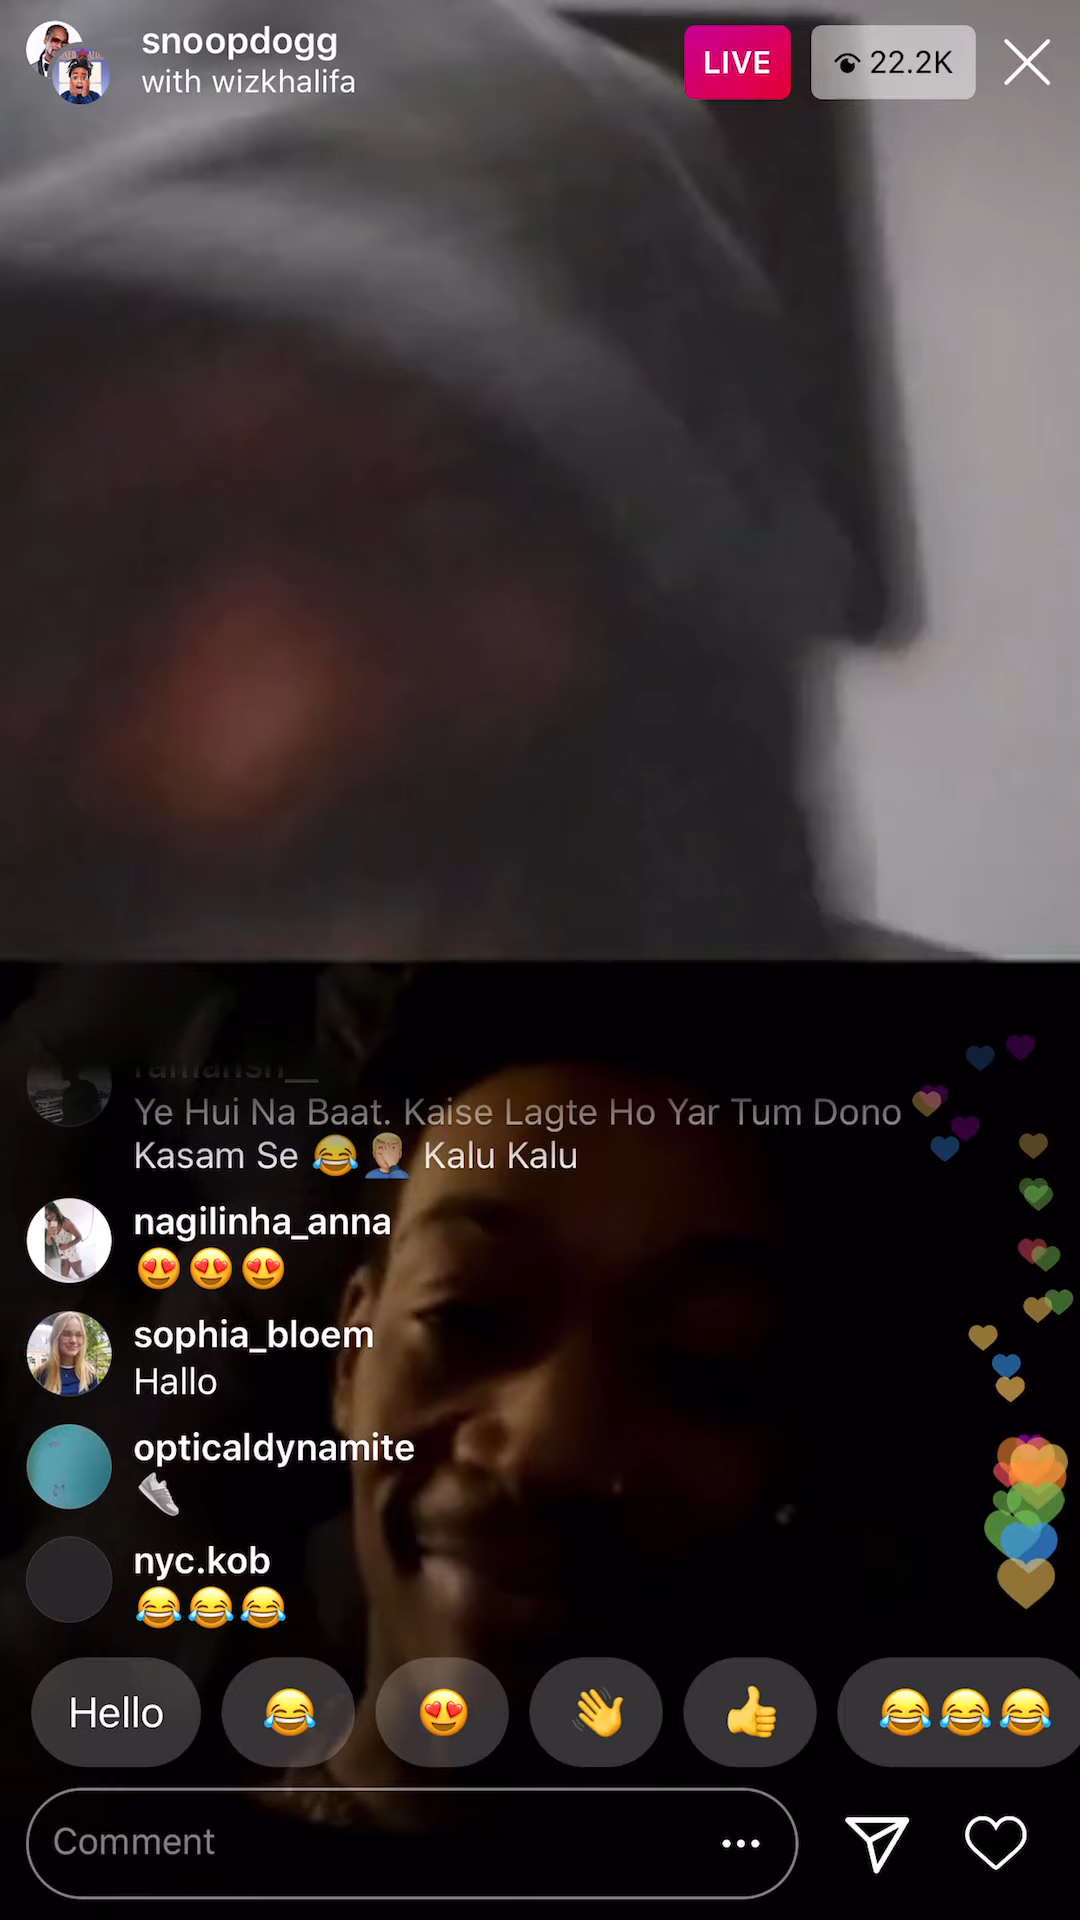 snoopdogg
with wizkhalifa
LIVE
22.2K
Ye Hui Na Baat. Kaise Lagte Ho Yar Tum Dono
Kasam Se 😂🤦🏼‍♂️ Kalu Kalu
nagilinha_anna
😍😍😍
sophia_bloem
Hallo
opticaldynamite
👟
nyc.kob
😂😂😂
Hello 😂 😍 👋 👍 😂😂😂
Comment